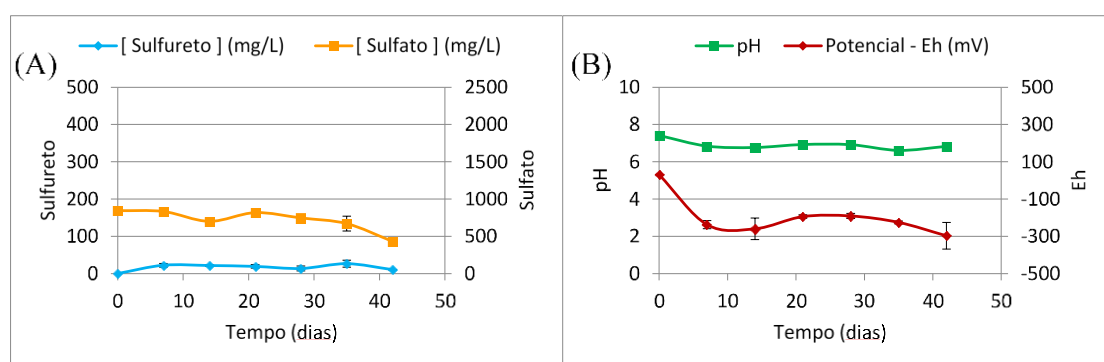 [ Sulfureto ] (mg/L) [ Sulfato ] (mg/L)
(A)
500 2500
400 2000
300 1500
200 1000
100 500
0 0
Sulfureto
Sulfato
0 10 20 30 40 50
Tempo (dias)
pH Potencial - Eh (mV)
(B)
10 500
8 300
6 100
4 -100
2 -300
0 -500
pH
Eh
0 10 20 30 40 50
Tempo (dias)